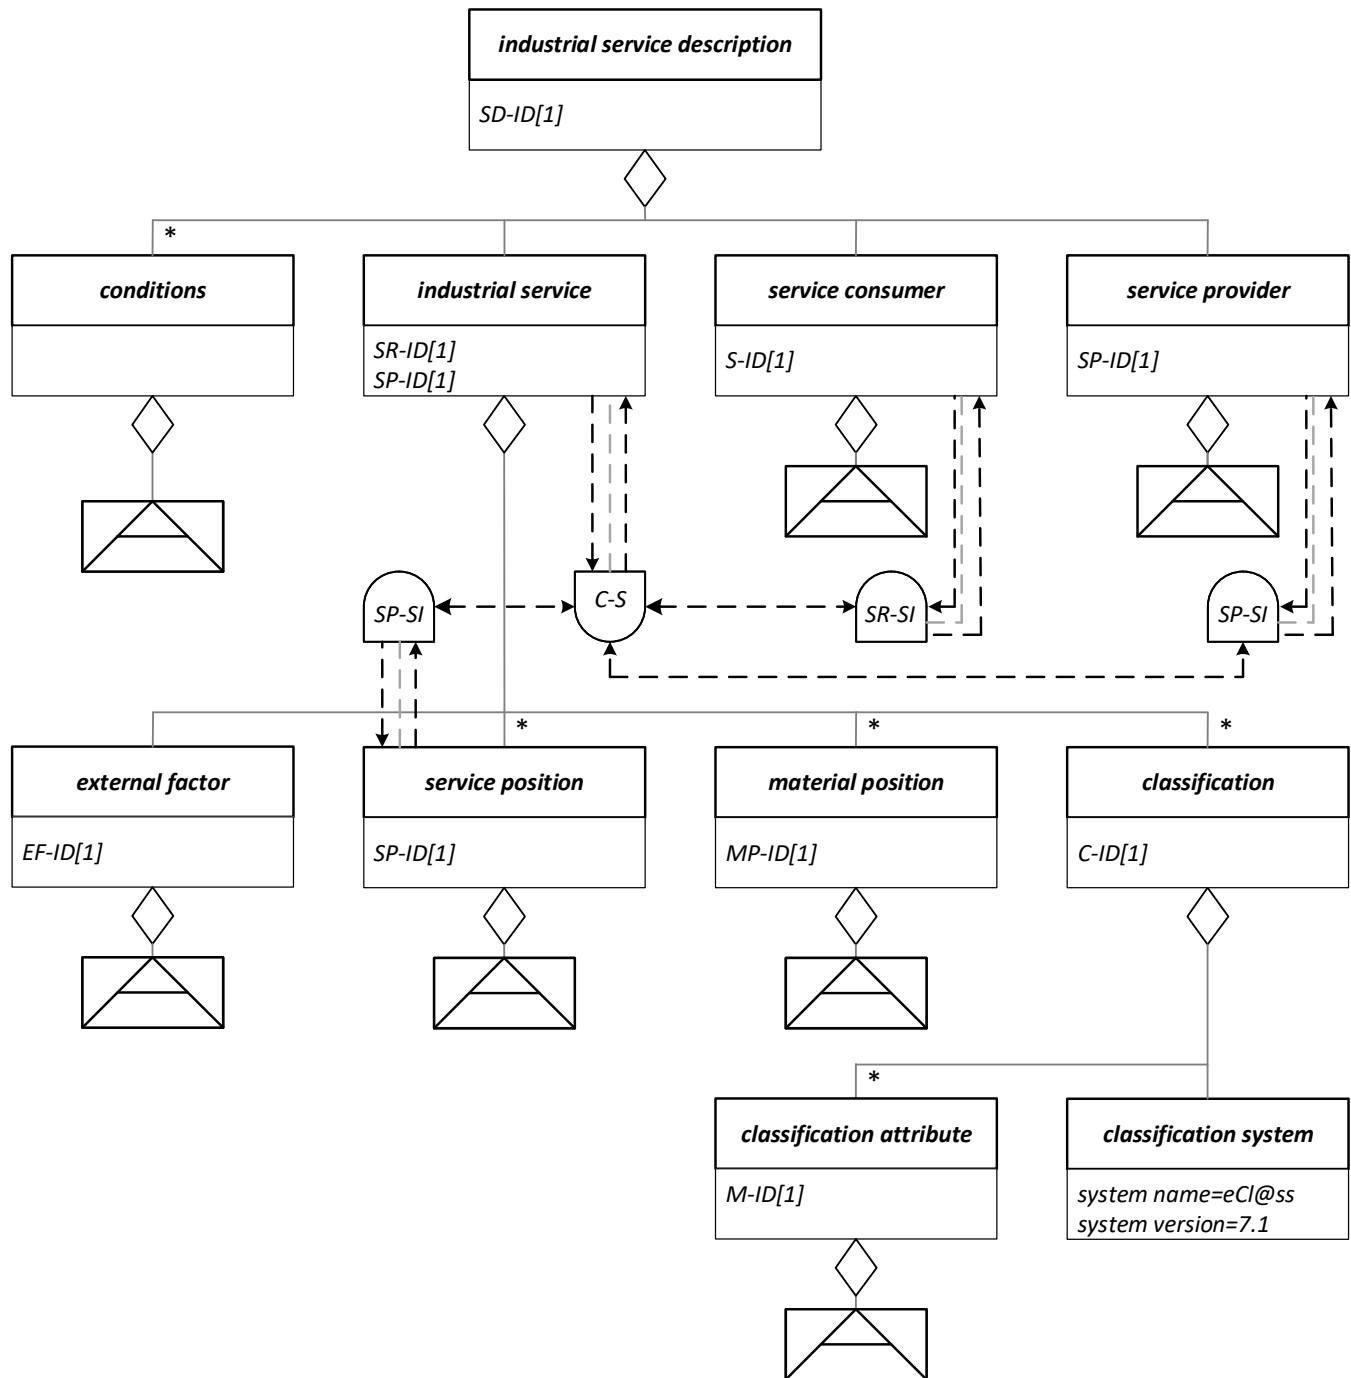 industrial service description
SD-ID[1]
*
conditions
industrial service
service consumer
service provider
SR-ID[1]
SP-ID[1]
S-ID[1]
SP-ID[1]
SP-SI
C-S
SR-SI
SP-SI
*
*
*
external factor
service position
material position
classification
EF-ID[1]
SP-ID[1]
MP-ID[1]
C-ID[1]
*
classification attribute
classification system
M-ID[1]
system name=eCl@ss
system version=7.1